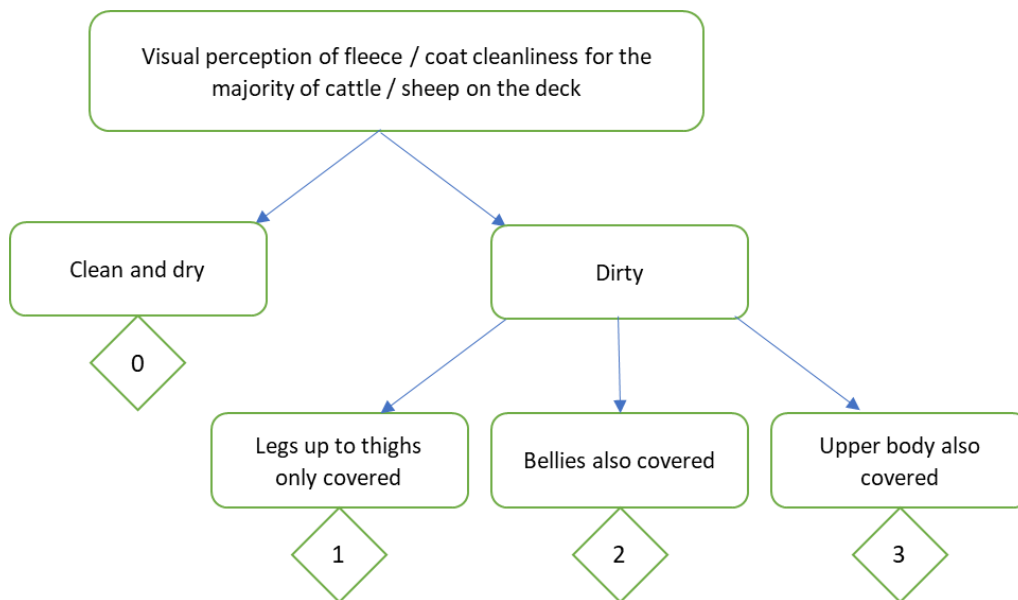 Visual perception of fleece / coat cleanliness for the
majority of cattle / sheep on the deck
Clean and dry
Dirty
0
Legs up to thighs
only covered
Bellies also covered
Upper body also
covered
1
2
3